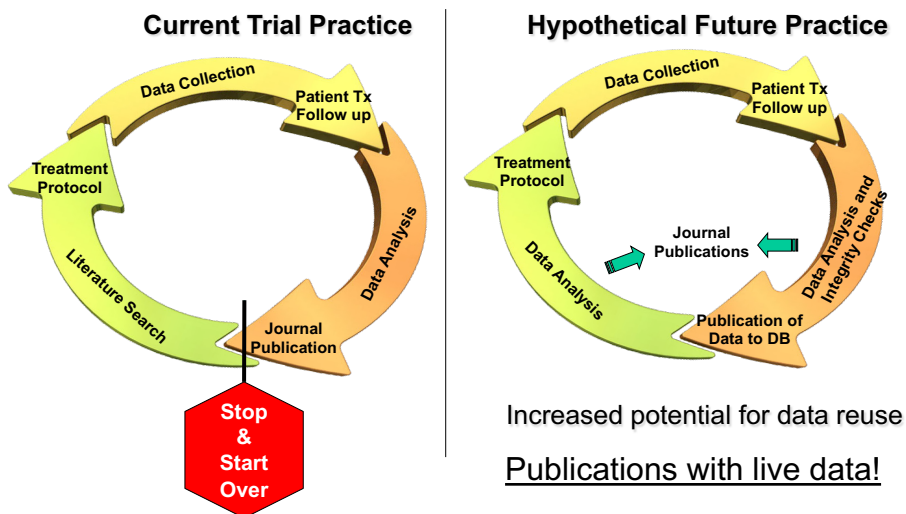 Current Trial Practice
Data Collection
Patient Tx
Follow up
Treatment
Protocol
Data Analysis
Literature Search
Journal
Publication
Stop
&
Start
Over
Hypothetical Future Practice
Data Collection
Patient Tx
Follow up
Treatment
Protocol
Journal
Publications
Data Analysis and
Integrity Checks
Data Analysis
Publication of
Data to DB
Increased potential for data reuse
Publications with live data!